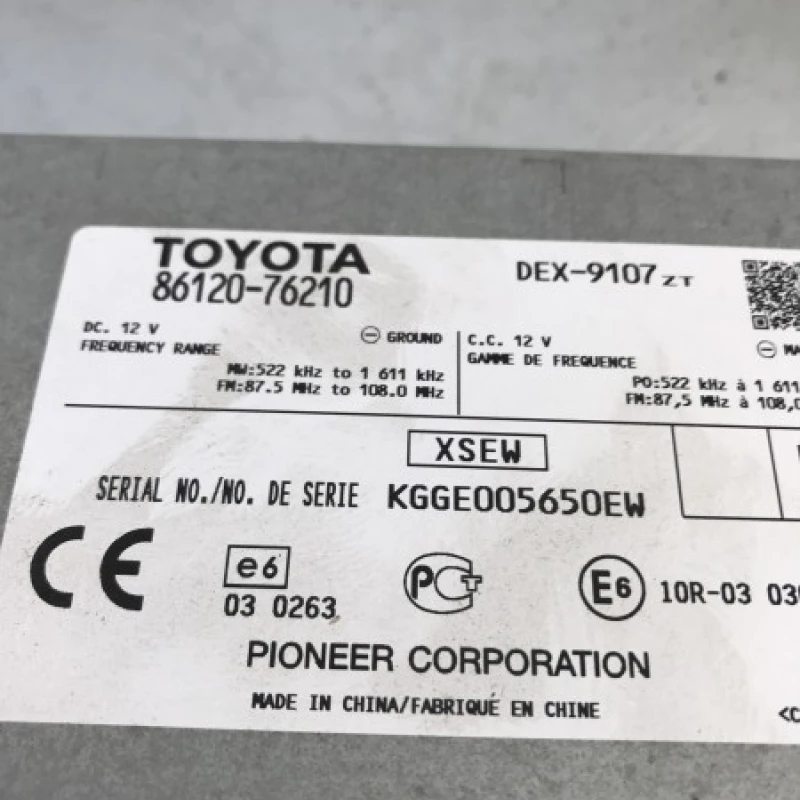 TOYOTA
86120-76210
DEX-9107 ZT
DC. 12 V
⊖ GROUND
FREQUENCY RANGE
MW:522 kHz to 1 611 kHz
FM:87.5 MHz to 108.0 MHz
C.C. 12 V
GAMME DE FREQUENCE
PO:522 kHz à 1 611
FM:87,5 MHz à 108,0
XSEW
SERIAL NO./NO. DE SERIE KGGE005650EW
CE
e6
03 0263
PCT
E6
10R-03 03
PIONEER CORPORATION
MADE IN CHINA/FABRIQUÉ EN CHINE